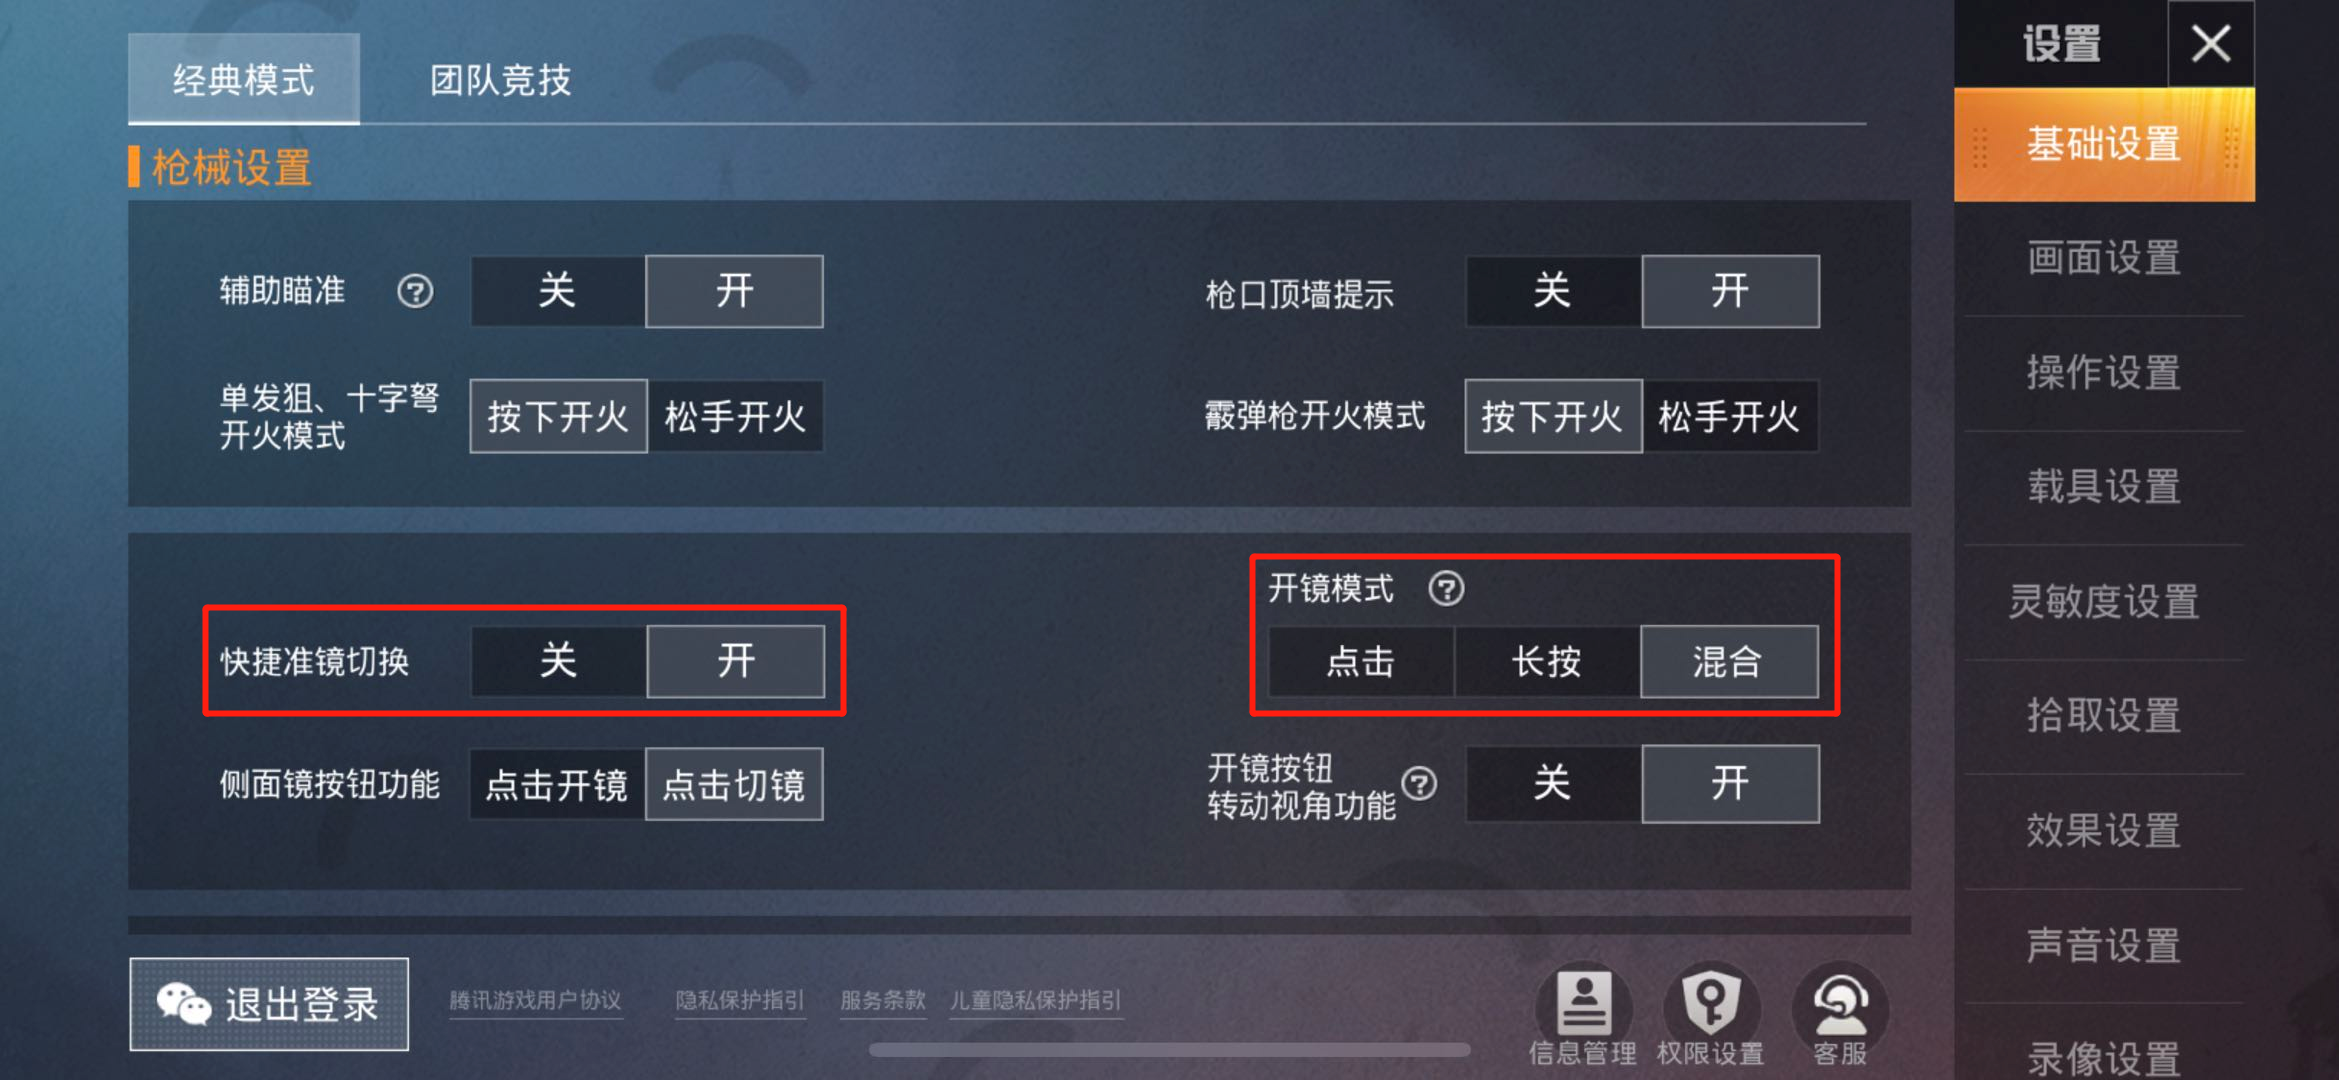 经典模式
团队竞技
设置
枪械设置
基础设置
辅助瞄准 ? 关 开
枪口顶墙提示 关 开
画面设置
单发狙、十字弩
开火模式
按下开火 松手开火
霰弹枪开火模式 按下开火 松手开火
操作设置
载具设置
开镜模式 ?
快捷准镜切换 关 开
点击 长按 混合
灵敏度设置
侧面镜按钮功能 点击开镜 点击切镜
开镜按钮
转动视角功能 ? 关 开
拾取设置
效果设置
声音设置
录像设置
退出登录
腾讯游戏用户协议 隐私保护指引 服务条款 儿童隐私保护指引
信息管理 权限设置 客服